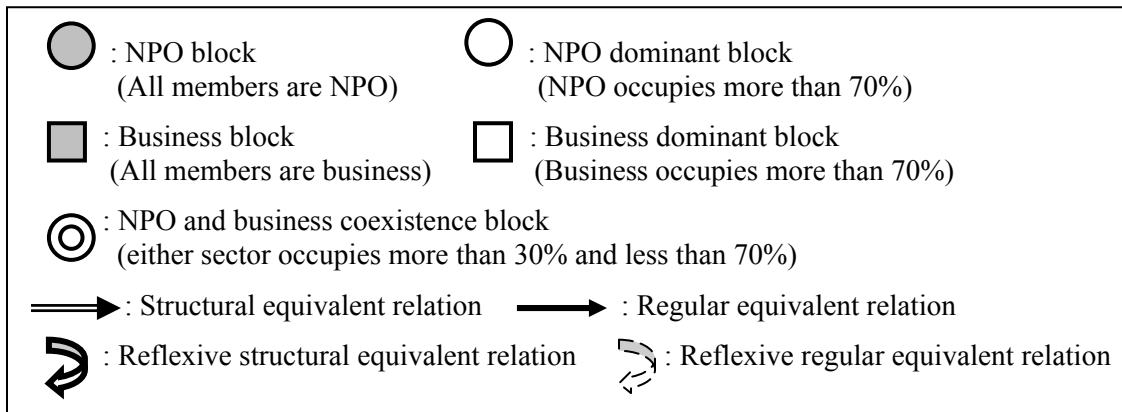 : NPO block
(All members are NPO)
: NPO dominant block
(NPO occupies more than 70%)
: Business block
(All members are business)
: Business dominant block
(Business occupies more than 70%)
: NPO and business coexistence block
(either sector occupies more than 30% and less than 70%)
: Structural equivalent relation
: Regular equivalent relation
: Reflexive structural equivalent relation
: Reflexive regular equivalent relation